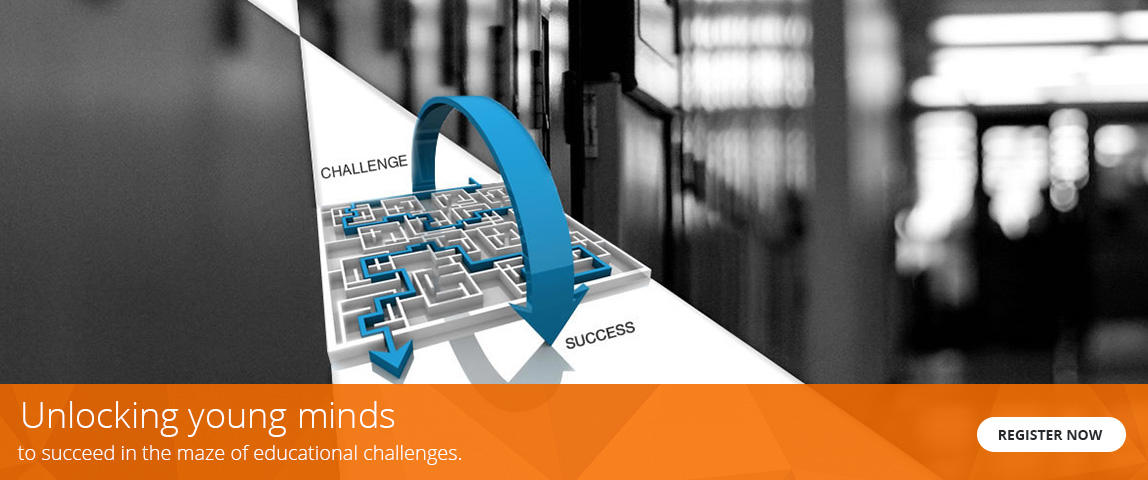 CHALLENGE
SUCCESS
Unlocking young minds
to succeed in the maze of educational challenges.
REGISTER NOW